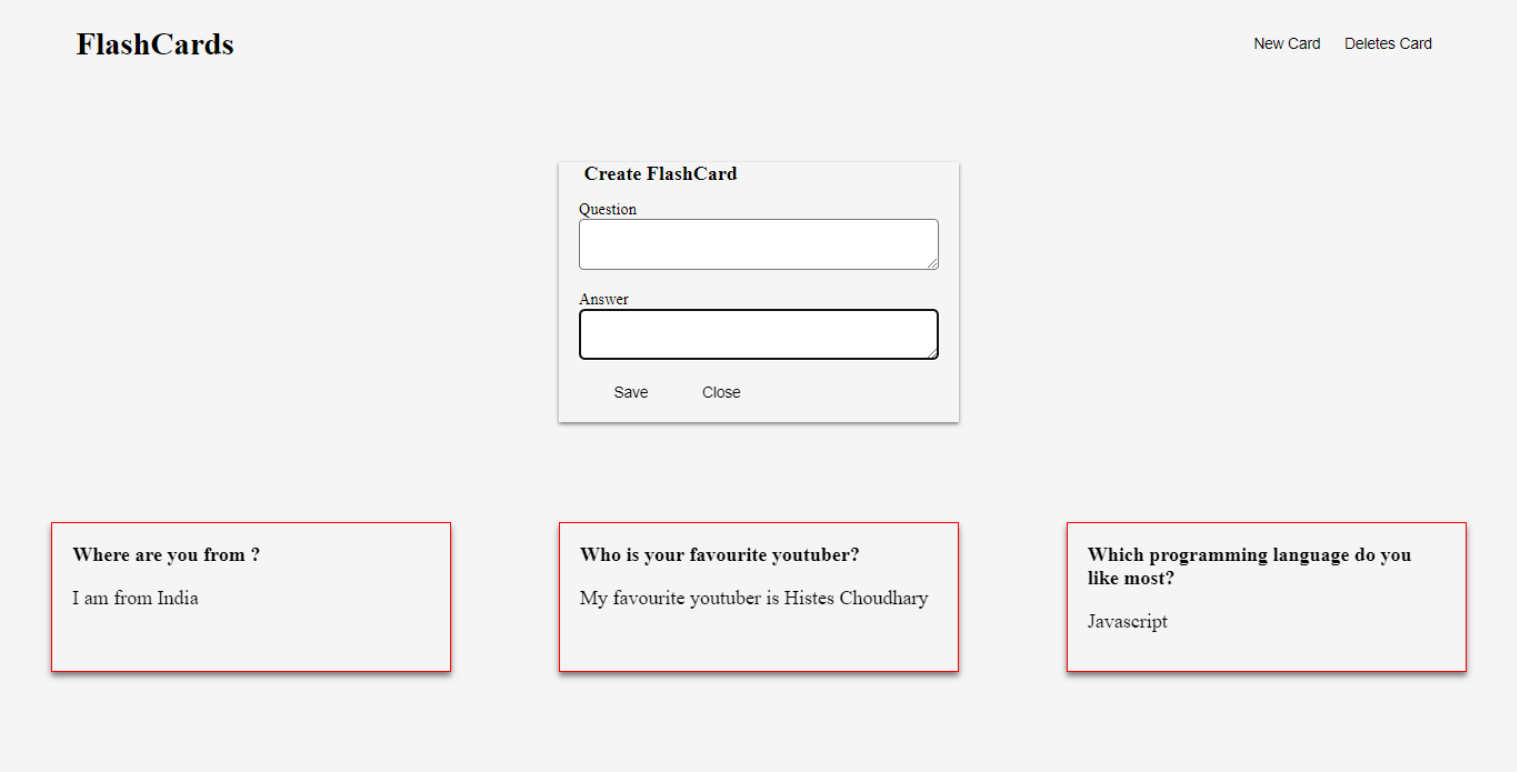 FlashCards
New Card
Deletes Card
Create FlashCard
Question
Answer
Save
Close
Where are you from ?
I am from India
Who is your favourite youtuber?
My favourite youtuber is Histes Choudhary
Which programming language do you
like most?
Javascript